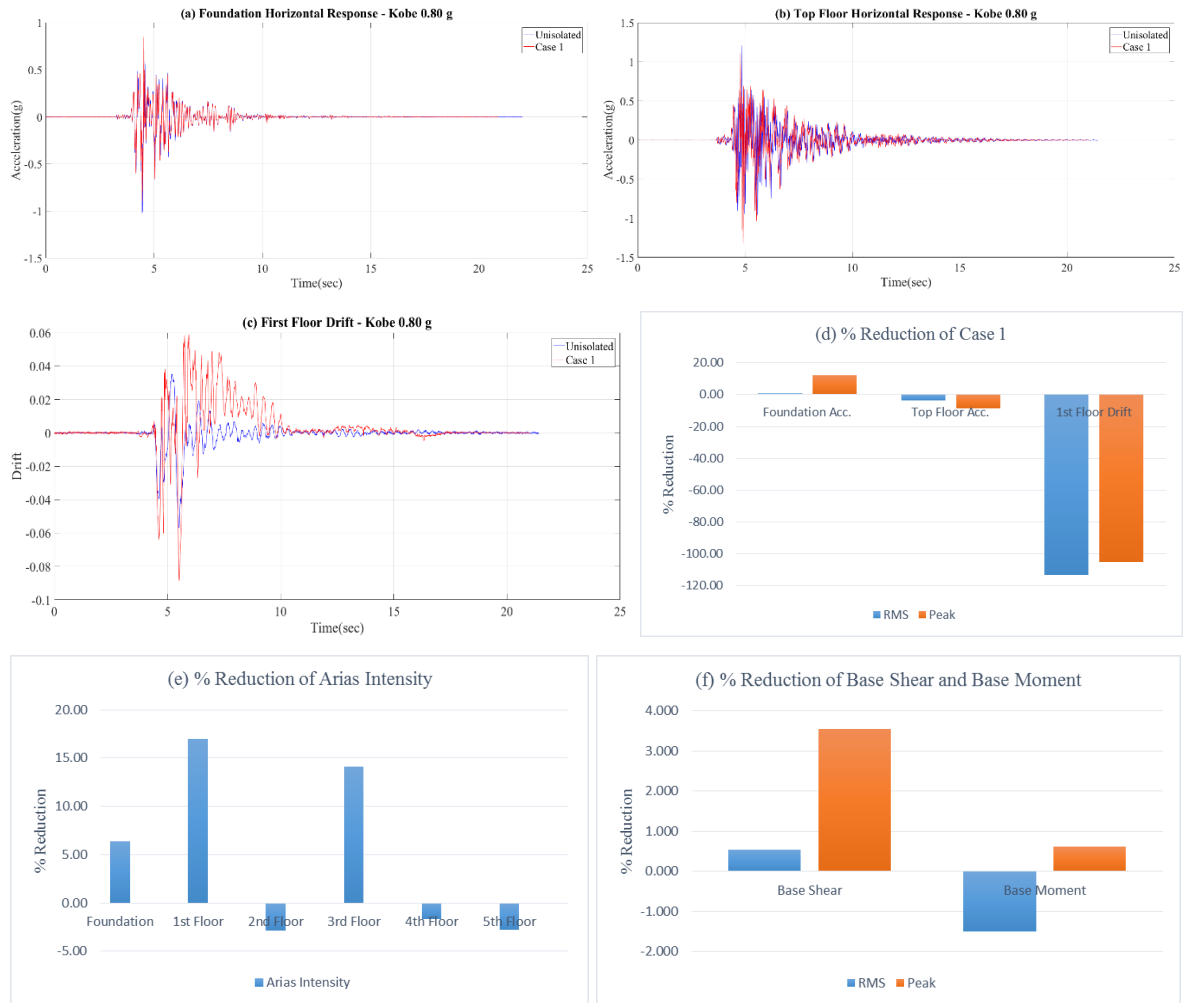 (a) Foundation Horizontal Response - Kobe 0.80 g
1
0.5
0
-0.5
-1
-1.5
Acceleration(g)
0 5 10 15 20 25
Time(sec)
Unisolated
Case 1
(b) Top Floor Horizontal Response - Kobe 0.80 g
1.5
1
0.5
0
-0.5
-1
-1.5
Acceleration(g)
0 5 10 15 20 25
Time(sec)
Unisolated
Case 1
(c) First Floor Drift - Kobe 0.80 g
0.06
0.04
0.02
0
-0.02
-0.04
-0.06
-0.08
-0.1
Drift
0 5 10 15 20 25
Time(sec)
Unisolated
Case 1
(d) % Reduction of Case 1
20.00
0.00
-20.00
-40.00
-60.00
-80.00
-100.00
-120.00
% Reduction
Foundation Acc. Top Floor Acc. 1st Floor Drift
RMS Peak
(e) % Reduction of Arias Intensity
20.00
15.00
10.00
5.00
0.00
-5.00
% Reduction
Foundation 1st Floor 2nd Floor 3rd Floor 4th Floor 5th Floor
Arias Intensity
(f) % Reduction of Base Shear and Base Moment
4.000
3.000
2.000
1.000
0.000
-1.000
-2.000
% Reduction
Base Shear Base Moment
RMS Peak